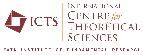 ICTS
INTERNATIONAL
CENTRE for
THEORETICAL
SCIENCES
TATA INSTITUTE OF FUNDAMENTAL RESEARCH